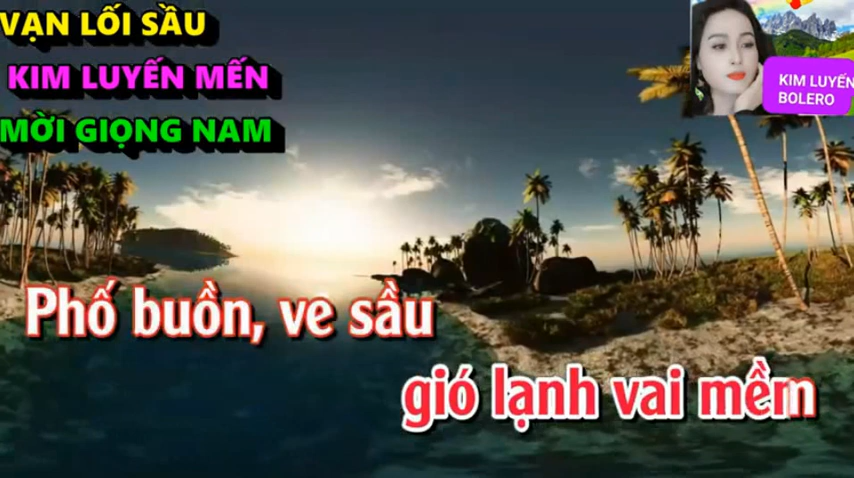 VẠN LỐI SẦU
KIM LUYẾN MẾN
MỜI GIỌNG NAM
KIM LUYẾN
BOLERO
Phố buồn, ve sầu
gió lạnh vai mềm